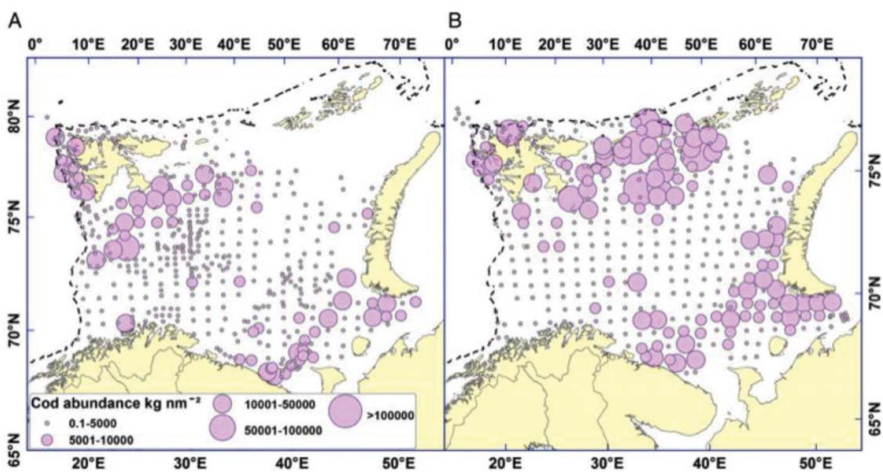 A
B
0° 10°E 20°E 30°E 40°E 50°E 60°E 70°E
0° 10°E 20°E 30°E 40°E 50°E 60°E 70°E
80°N
75°N
70°N
65°N
75°N
70°N
65°N
Cod abundance kg nm⁻²
0.1-5000
5001-10000
10001-50000
50001-100000
>100000
20°E 30°E 40°E 50°E
20°E 30°E 40°E 50°E